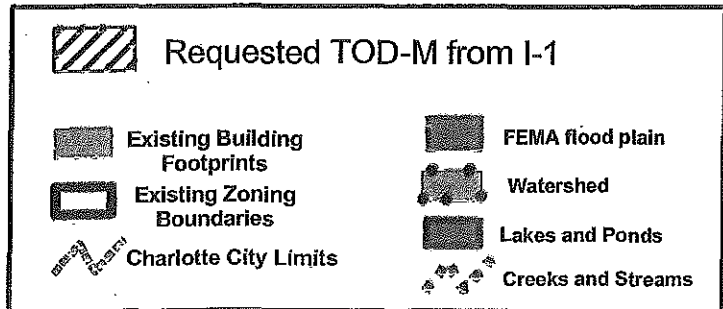 Requested TOD-M from I-1
Existing Building
Footprints
Existing Zoning
Boundaries
Charlotte City Limits
FEMA flood plain
Watershed
Lakes and Ponds
Creeks and Streams